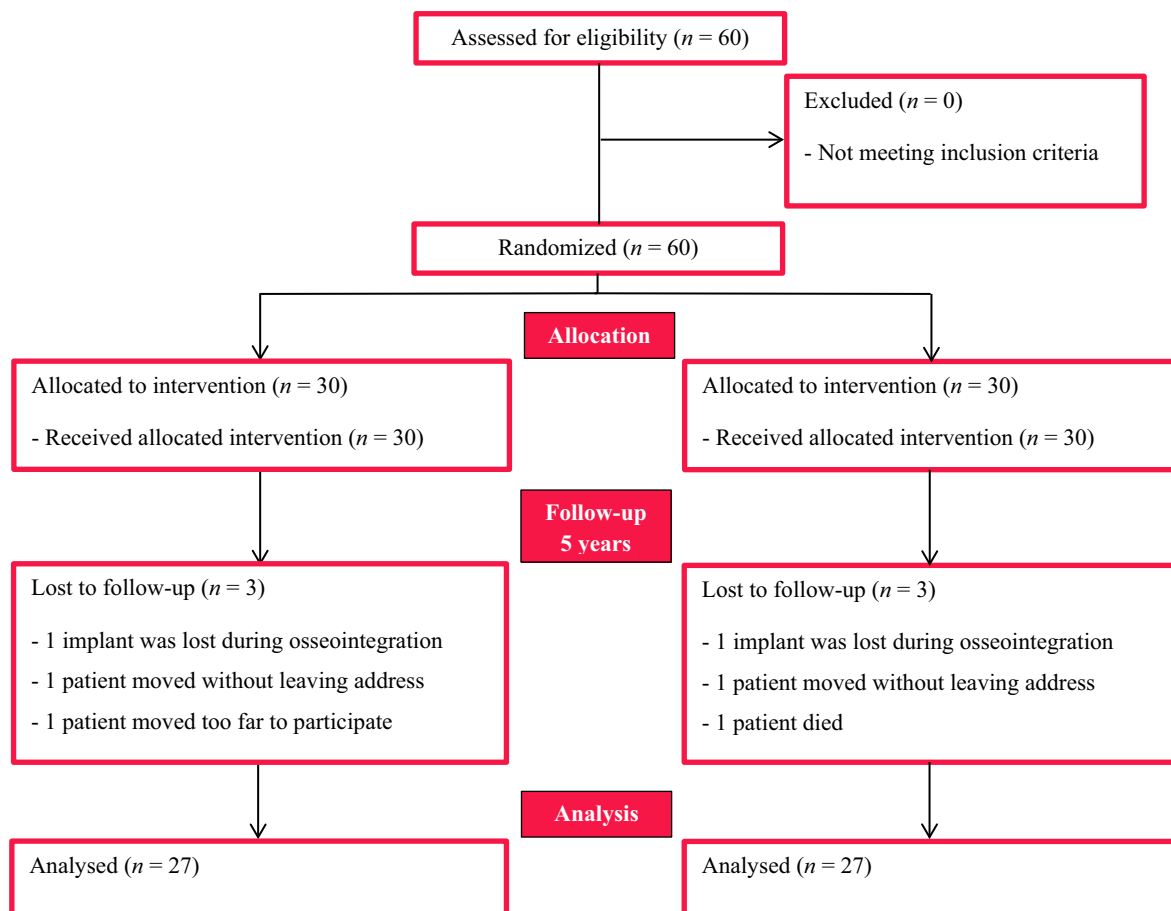 Assessed for eligibility (n = 60)
Excluded (n = 0)
- Not meeting inclusion criteria
Randomized (n = 60)
Allocation
Allocated to intervention (n = 30)
- Received allocated intervention (n = 30)
Allocated to intervention (n = 30)
- Received allocated intervention (n = 30)
Follow-up
5 years
Lost to follow-up (n = 3)
- 1 implant was lost during osseointegration
- 1 patient moved without leaving address
- 1 patient moved too far to participate
Lost to follow-up (n = 3)
- 1 implant was lost during osseointegration
- 1 patient moved without leaving address
- 1 patient died
Analysis
Analysed (n = 27)
Analysed (n = 27)